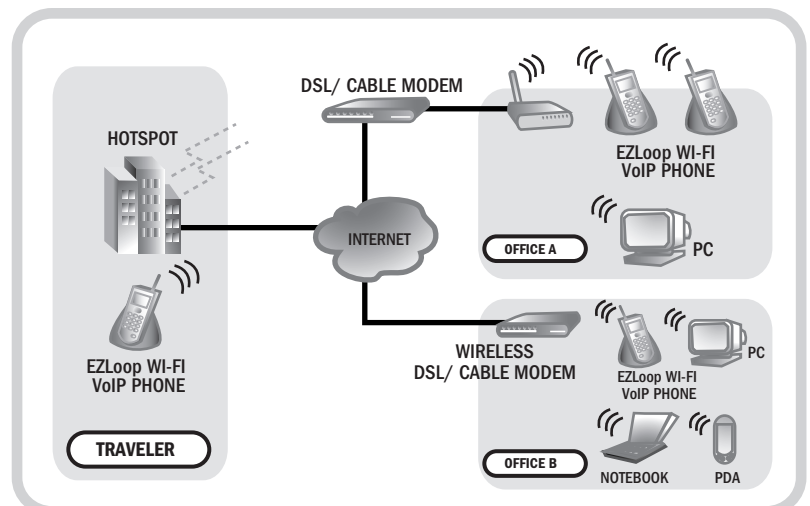 HOTSPOT
EZLoop WI-FI
VoIP PHONE
TRAVELER
DSL/ CABLE MODEM
INTERNET
EZLoop WI-FI
VoIP PHONE
PC
OFFICE A
WIRELESS
DSL/ CABLE MODEM
EZLoop WI-FI
VoIP PHONE
PC
NOTEBOOK
PDA
OFFICE B